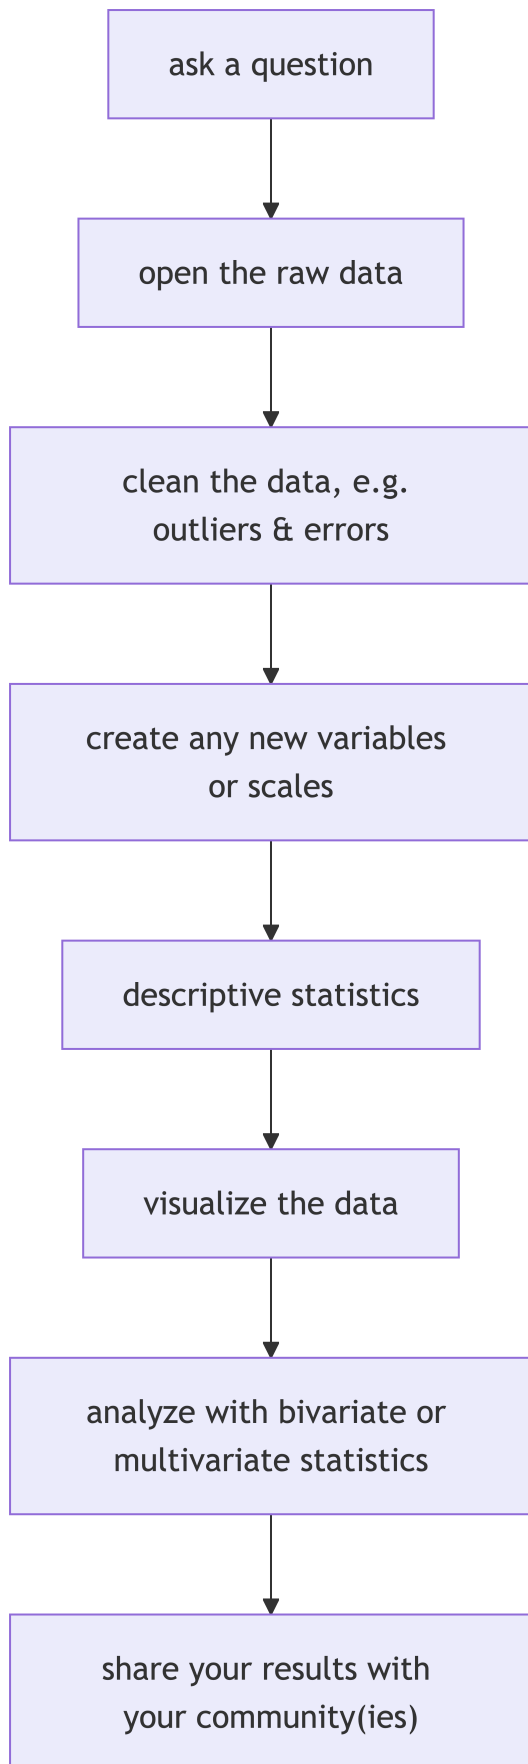 ask a question
open the raw data
clean the data, e.g.
outliers & errors
create any new variables
or scales
descriptive statistics
visualize the data
analyze with bivariate or
multivariate statistics
share your results with
your community(ies)